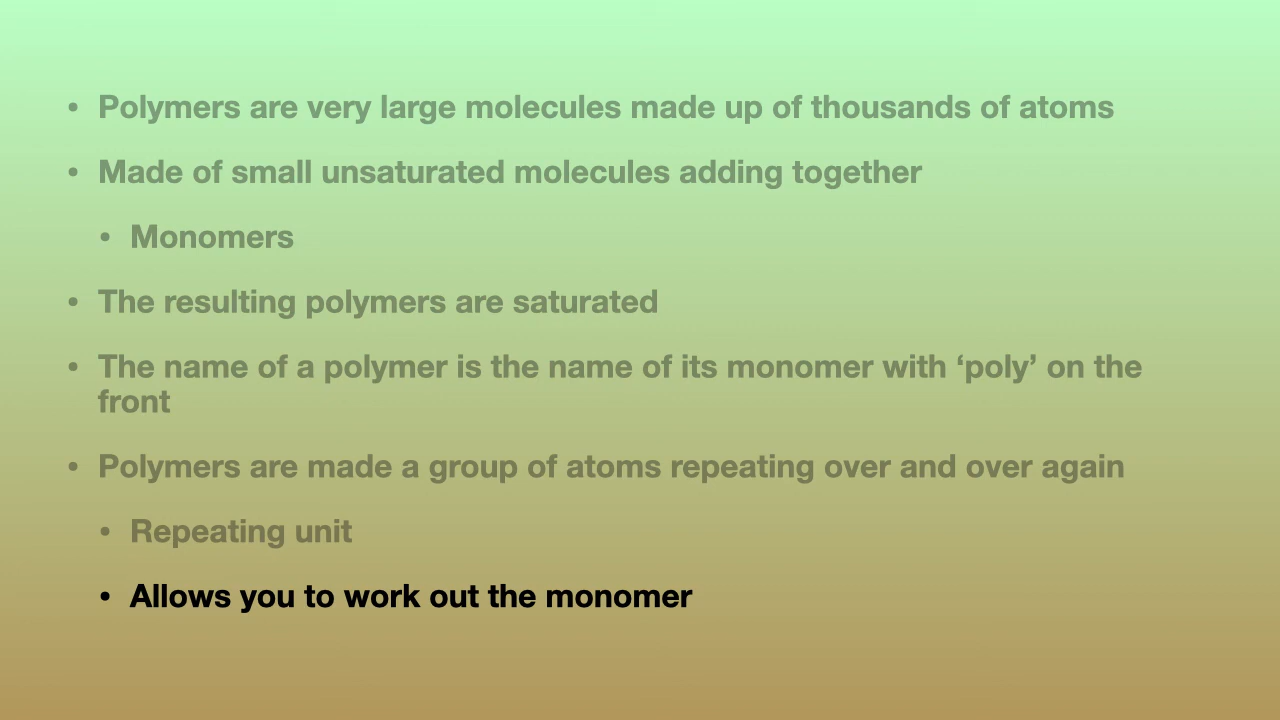 • Polymers are very large molecules made up of thousands of atoms
• Made of small unsaturated molecules adding together
• Monomers
• The resulting polymers are saturated
• The name of a polymer is the name of its monomer with ‘poly’ on the
front
• Polymers are made a group of atoms repeating over and over again
• Repeating unit
• Allows you to work out the monomer